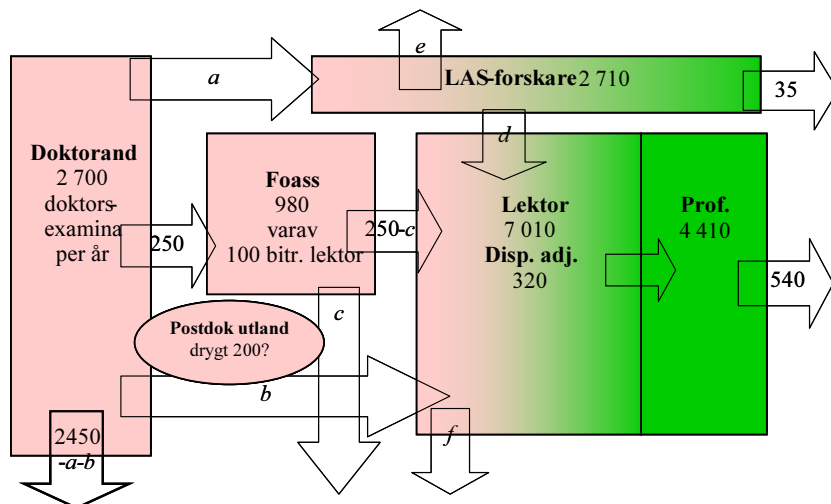 e
a
LAS-forskare 2 710
35
d
Doktorand
2 700
doktors-
examina
per år
250
Foass
980
varav
100 bitr. lektor
250-c
Lektor
7 010
Disp. adj.
320
Prof.
4 410
540
Postdok utland
drygt 200?
c
b
2450
-a-b
f